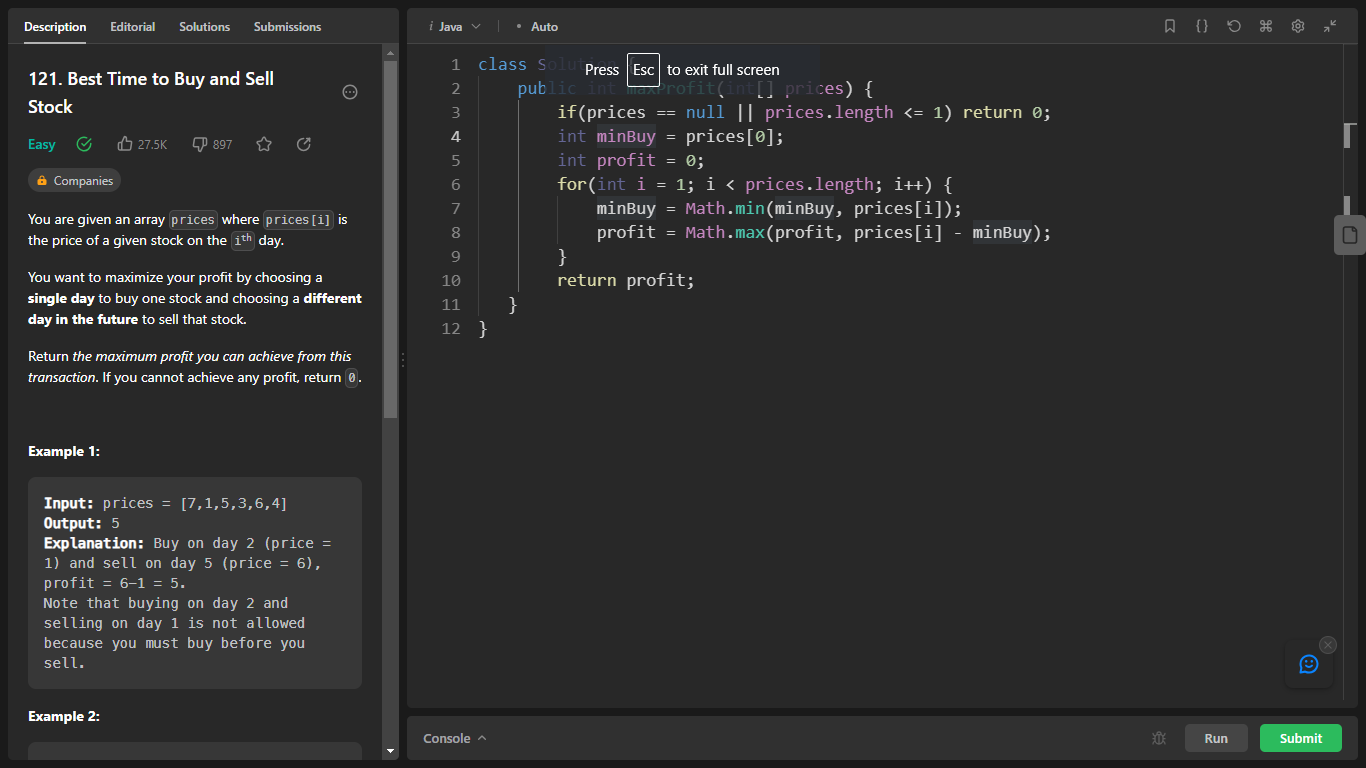 Description Editorial Solutions Submissions
121. Best Time to Buy and Sell
Stock
Easy 27.5K 897
Companies
You are given an array prices where prices[i] is
the price of a given stock on the ith day.
You want to maximize your profit by choosing a
single day to buy one stock and choosing a different
day in the future to sell that stock.
Return the maximum profit you can achieve from this
transaction. If you cannot achieve any profit, return 0.
Example 1:
Input: prices = [7,1,5,3,6,4]
Output: 5
Explanation: Buy on day 2 (price =
1) and sell on day 5 (price = 6),
profit = 6-1 = 5.
Note that buying on day 2 and
selling on day 1 is not allowed
because you must buy before you
sell.
Example 2:
i Java • Auto
Press Esc to exit full screen
1 class Solution {
2 public int maxProfit(int[] prices) {
3 if(prices == null || prices.length <= 1) return 0;
4 int minBuy = prices[0];
5 int profit = 0;
6 for(int i = 1; i < prices.length; i++) {
7 minBuy = Math.min(minBuy, prices[i]);
8 profit = Math.max(profit, prices[i] - minBuy);
9 }
10 return profit;
11 }
12 }
Console Run Submit